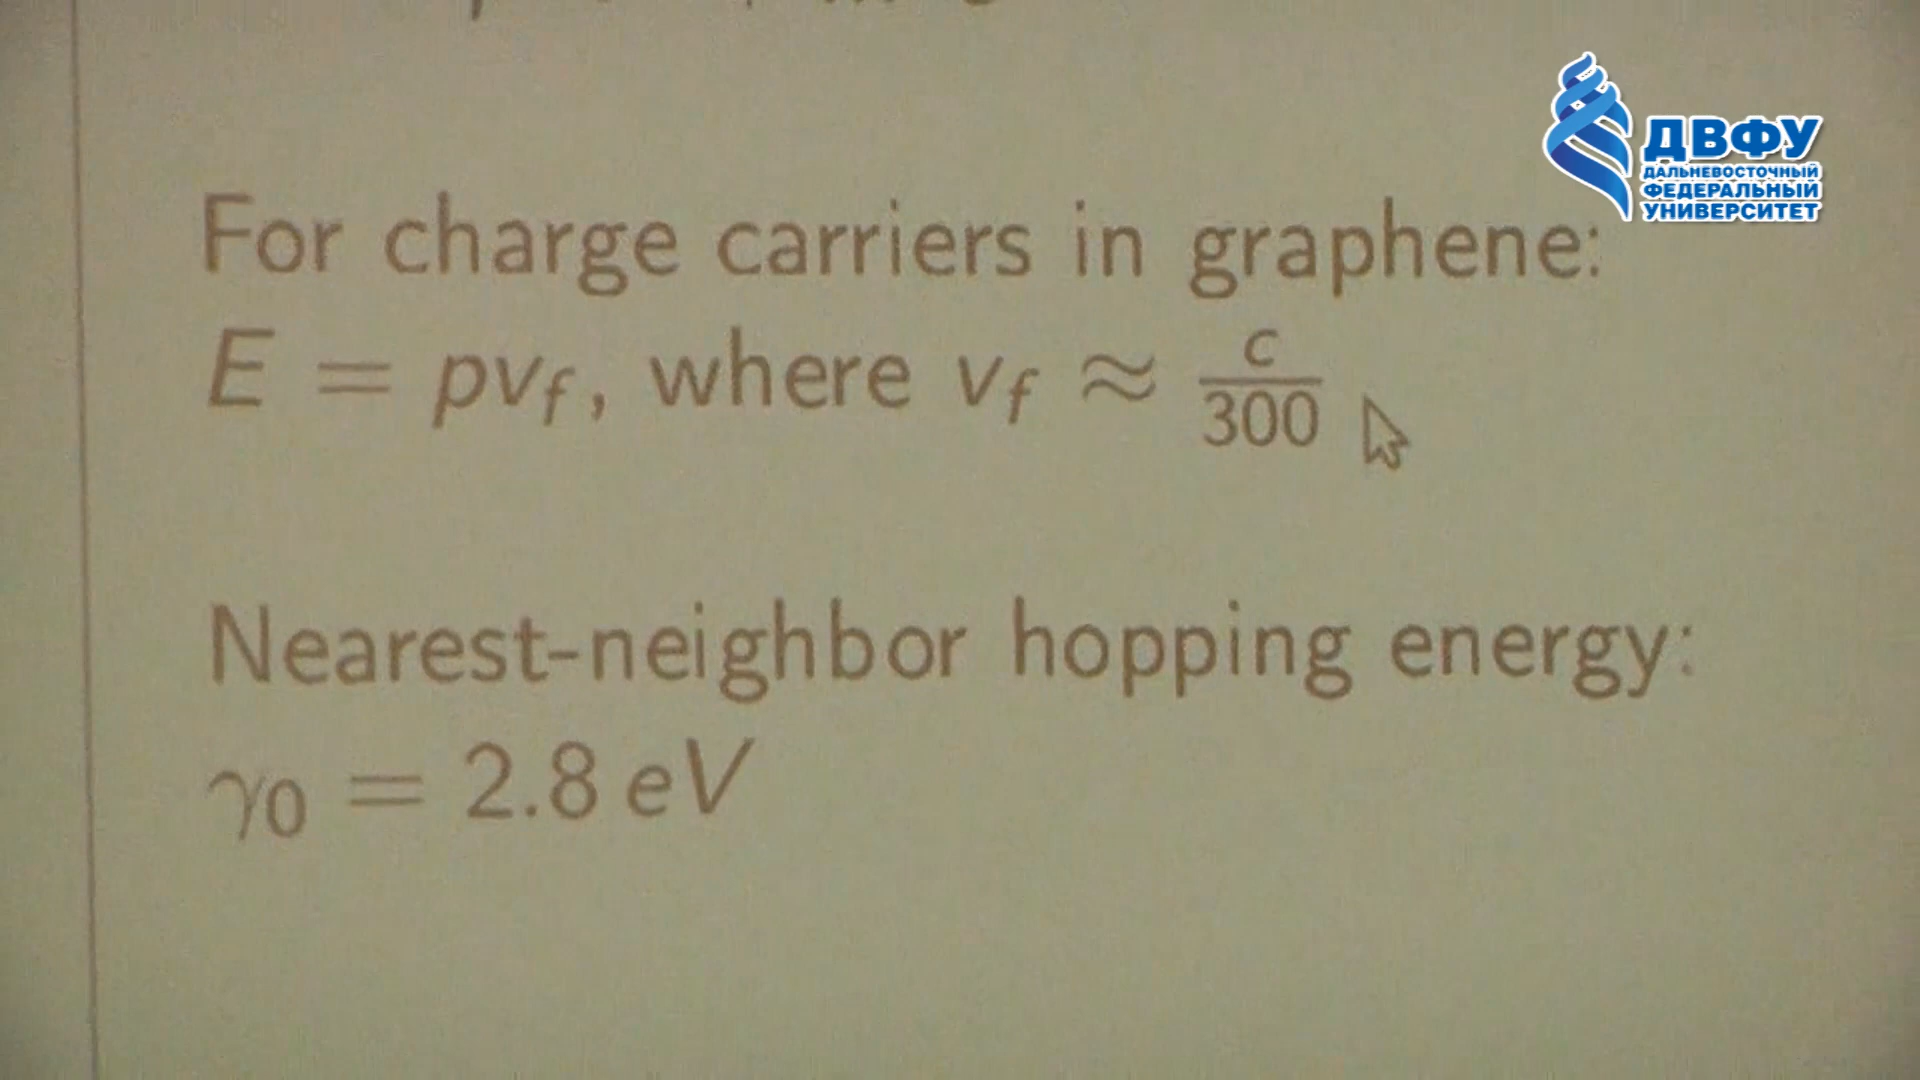 ДВФУ
ДАЛЬНЕВОСТОЧНЫЙ
ФЕДЕРАЛЬНЫЙ
УНИВЕРСИТЕТ
For charge carriers in graphene:
E = pv_f, where v_f ≈ c/300
Nearest-neighbor hopping energy:
γ₀ = 2.8 eV